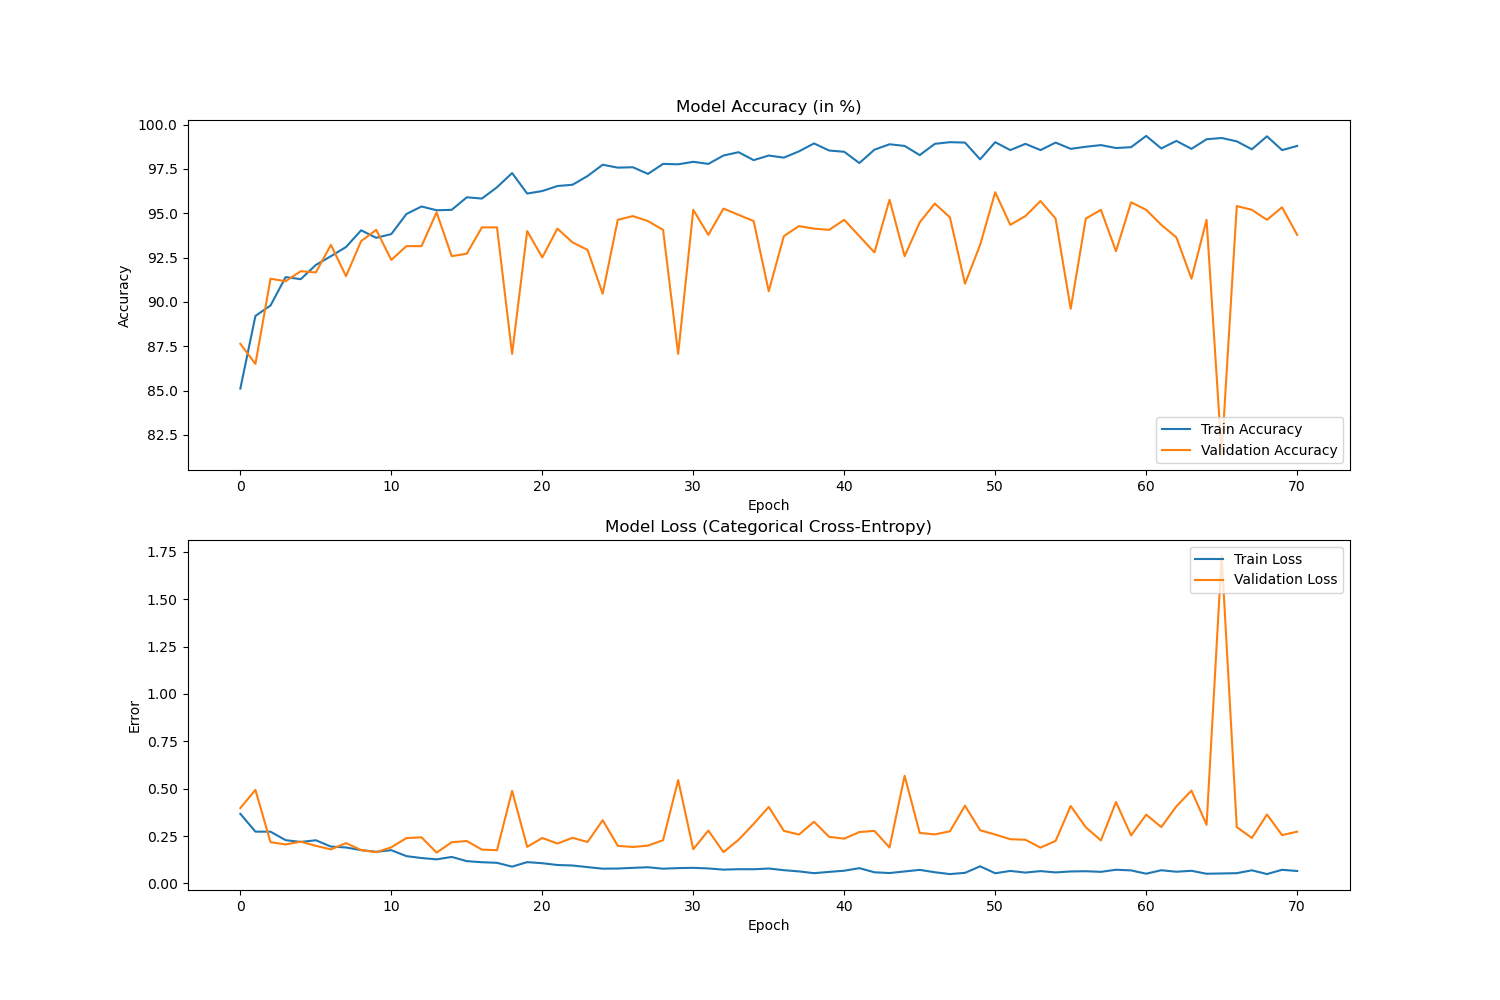 Model Accuracy (in %)
100.0
97.5
95.0
92.5
90.0
87.5
85.0
82.5
Accuracy
Train Accuracy
Validation Accuracy
0 10 20 30 40 50 60 70
Epoch
Model Loss (Categorical Cross-Entropy)
1.75
1.50
1.25
1.00
0.75
0.50
0.25
0.00
Error
Train Loss
Validation Loss
0 10 20 30 40 50 60 70
Epoch